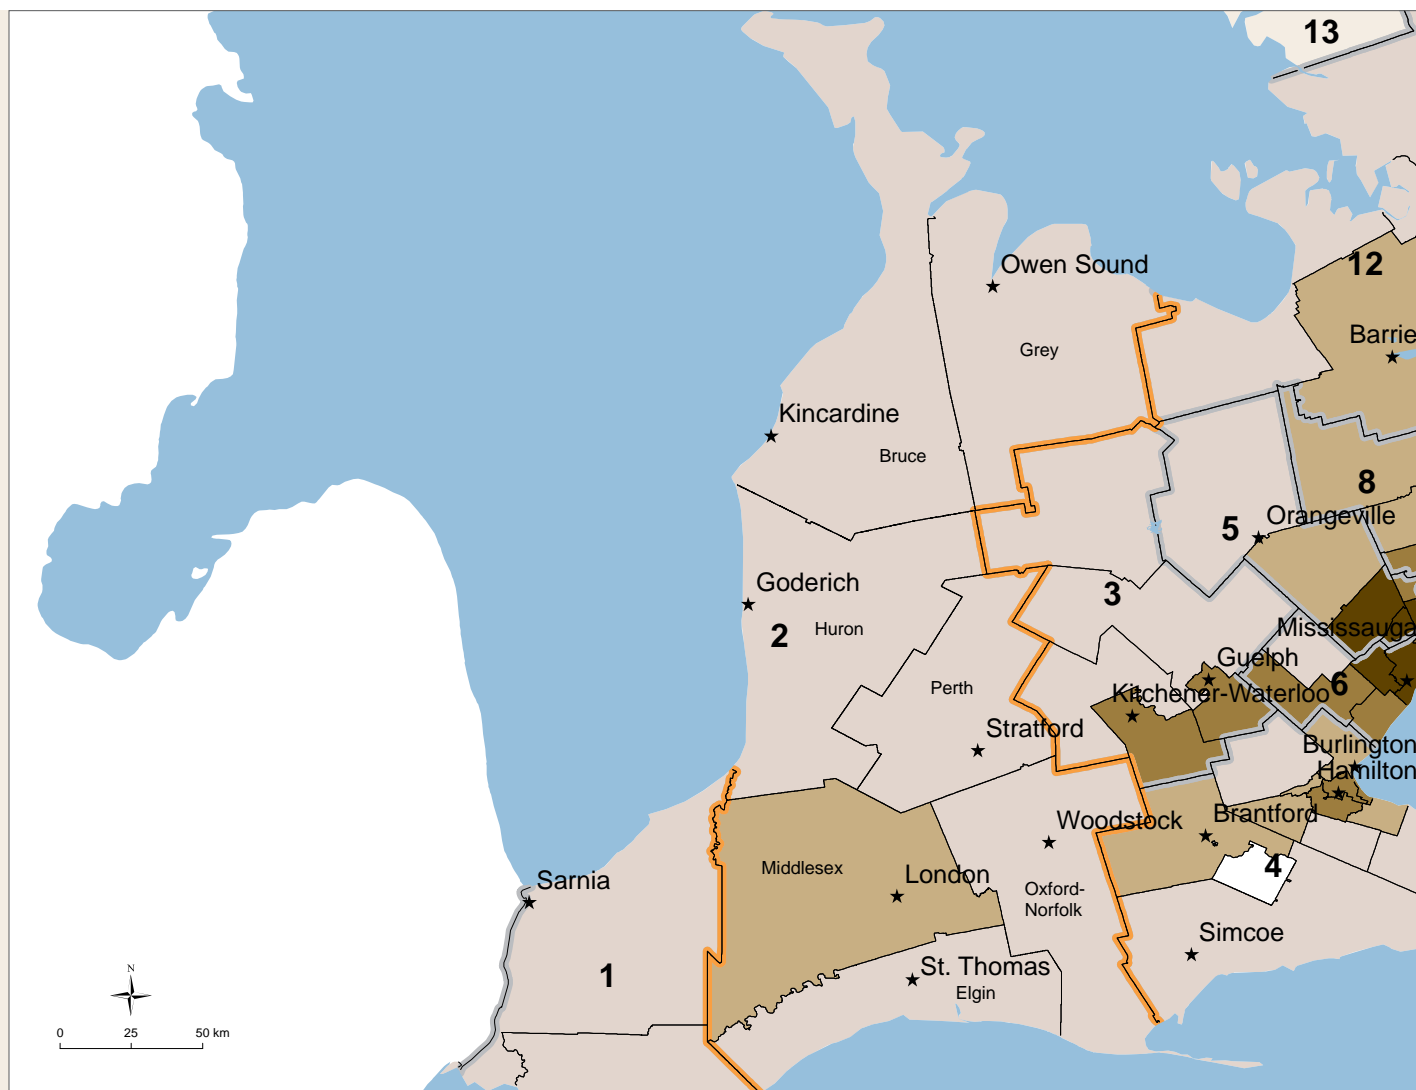 13
12
Owen Sound
Barrie
Grey
Kincardine
Bruce
8
5
Orangeville
Goderich
3
2
Huron
Mississauga
Guelph
6
Perth
Kitchener-Waterloo
Stratford
Burlington
Hamilton
Woodstock
Brantford
Middlesex
London
4
Sarnia
Oxford-
Norfolk
Simcoe
1
St. Thomas
Elgin
N
0 25 50 km